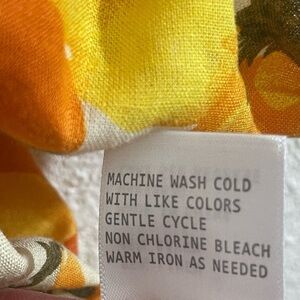 MACHINE WASH COLD
WITH LIKE COLORS
GENTLE CYCLE
NON CHLORINE BLEACH
WARM IRON AS NEEDED